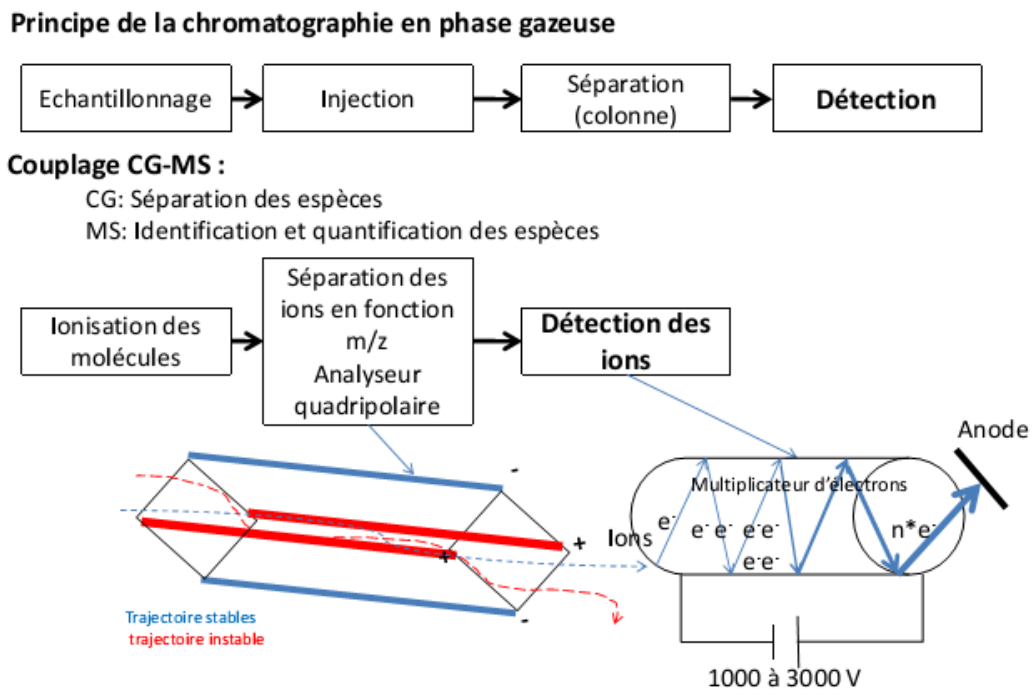 Principe de la chromatographie en phase gazeuse
Echantillonnage
Injection
Séparation
(colonne)
Détection
Couplage CG-MS :
CG: Séparation des espèces
MS: Identification et quantification des espèces
Ionisation des
molécules
Séparation des
ions en fonction
m/z
Analyseur
quadripolaire
Détection des
ions
Anode
Multiplicateur d'électrons
-
+
+
-
Ions
e-
e- e-
e-e-
e-e-
n*e-
Trajectoire stables
trajectoire instable
1000 à 3000 V